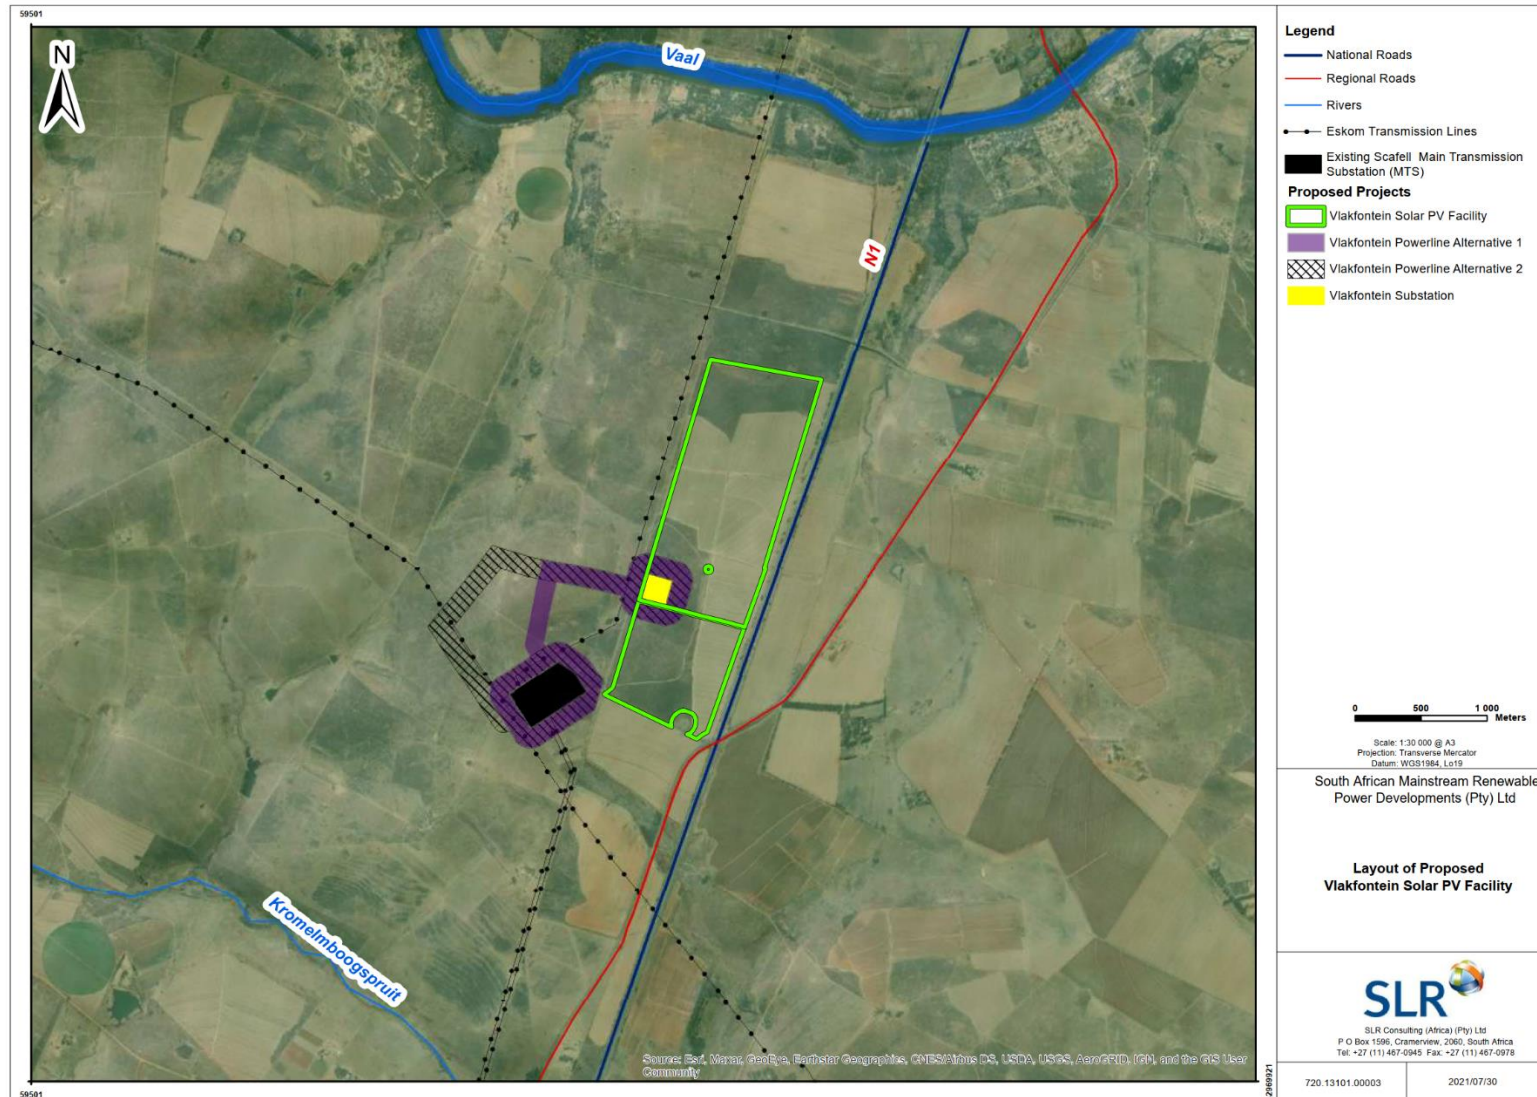 59501
N
Vaal
N1
Kromelmboogspruit
Source: Esri, Maxar, GeoEye, Earthstar Geographics, CNES/Airbus DS, USDA, USGS, AeroGRID, IGN, and the GIS User
Community
59501
2969921
Legend
National Roads
Regional Roads
Rivers
Eskom Transmission Lines
Existing Scafell Main Transmission
Substation (MTS)
Proposed Projects
Vlakfontein Solar PV Facility
Vlakfontein Powerline Alternative 1
Vlakfontein Powerline Alternative 2
Vlakfontein Substation
0 500 1 000
Meters
Scale: 1:30 000 @ A3
Projection: Transverse Mercator
Datum: WGS1984, Lo19
South African Mainstream Renewable
Power Developments (Pty) Ltd
Layout of Proposed
Vlakfontein Solar PV Facility
SLR
SLR Consulting (Africa) (Pty) Ltd
P O Box 1596, Cramerview, 2060, South Africa
Tel: +27 (11) 467-0945 Fax: +27 (11) 467-0978
720.13101.00003
2021/07/30